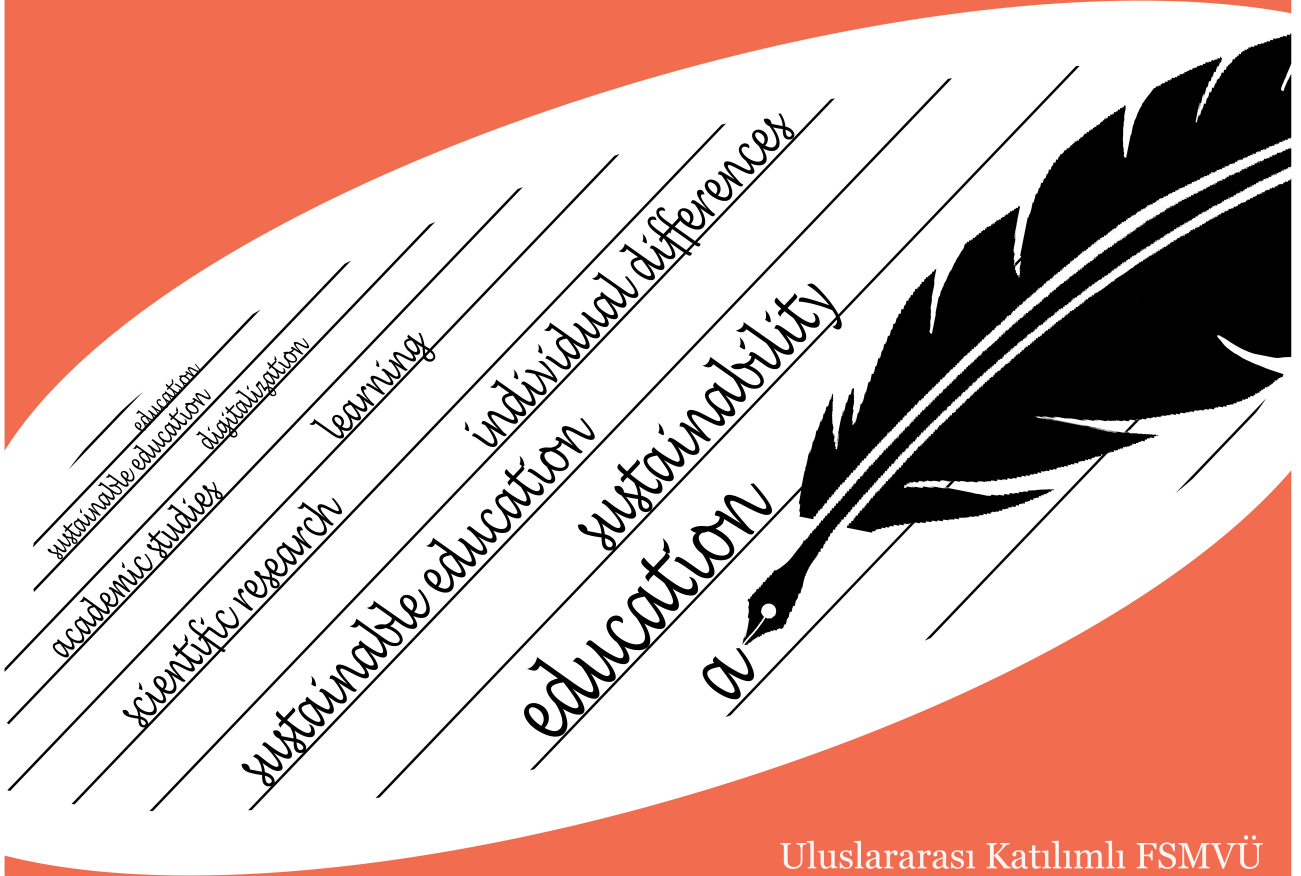 education
sustainable education
digitalization
academic studies
learning
scientific research
individual differences
sustainable education
sustainability
education
a
Uluslararası Katılımlı FSMVÜ